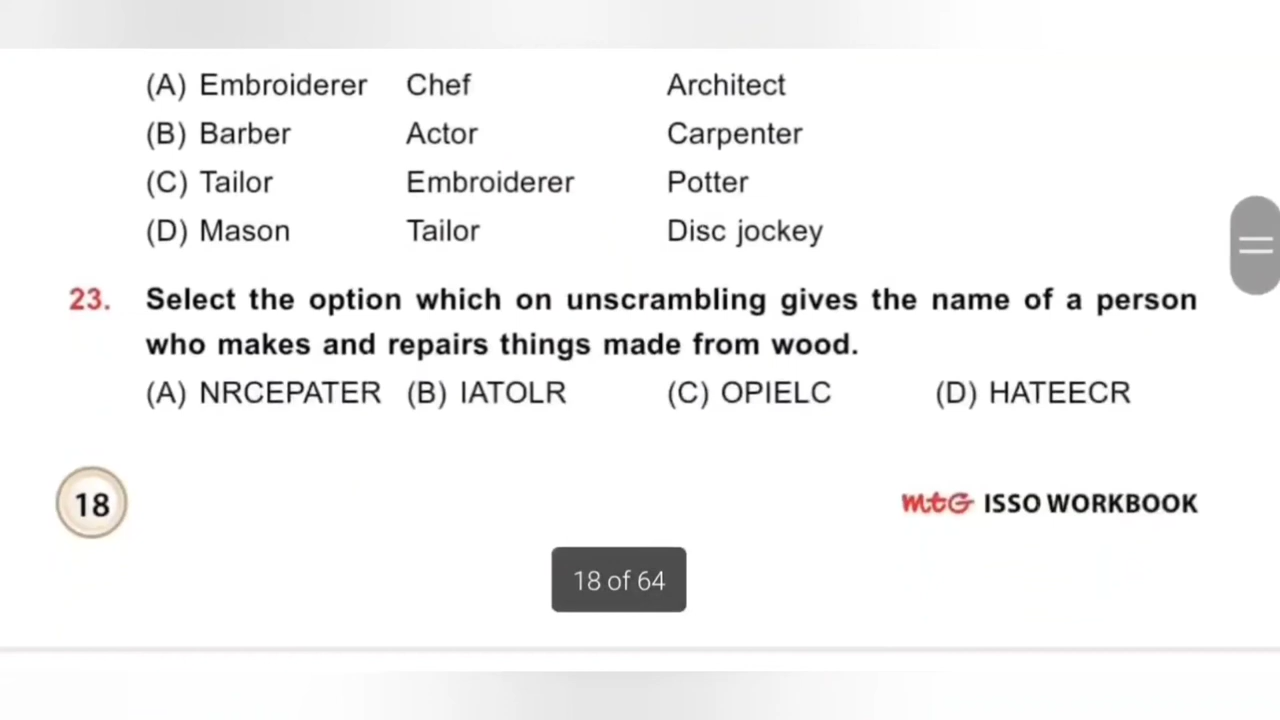 (A) Embroiderer Chef Architect
(B) Barber Actor Carpenter
(C) Tailor Embroiderer Potter
(D) Mason Tailor Disc jockey
23. Select the option which on unscrambling gives the name of a person
who makes and repairs things made from wood.
(A) NRCEPATER (B) IATOLR (C) OPIELC (D) HATEECR
18 mtG ISSO WORKBOOK
18 of 64